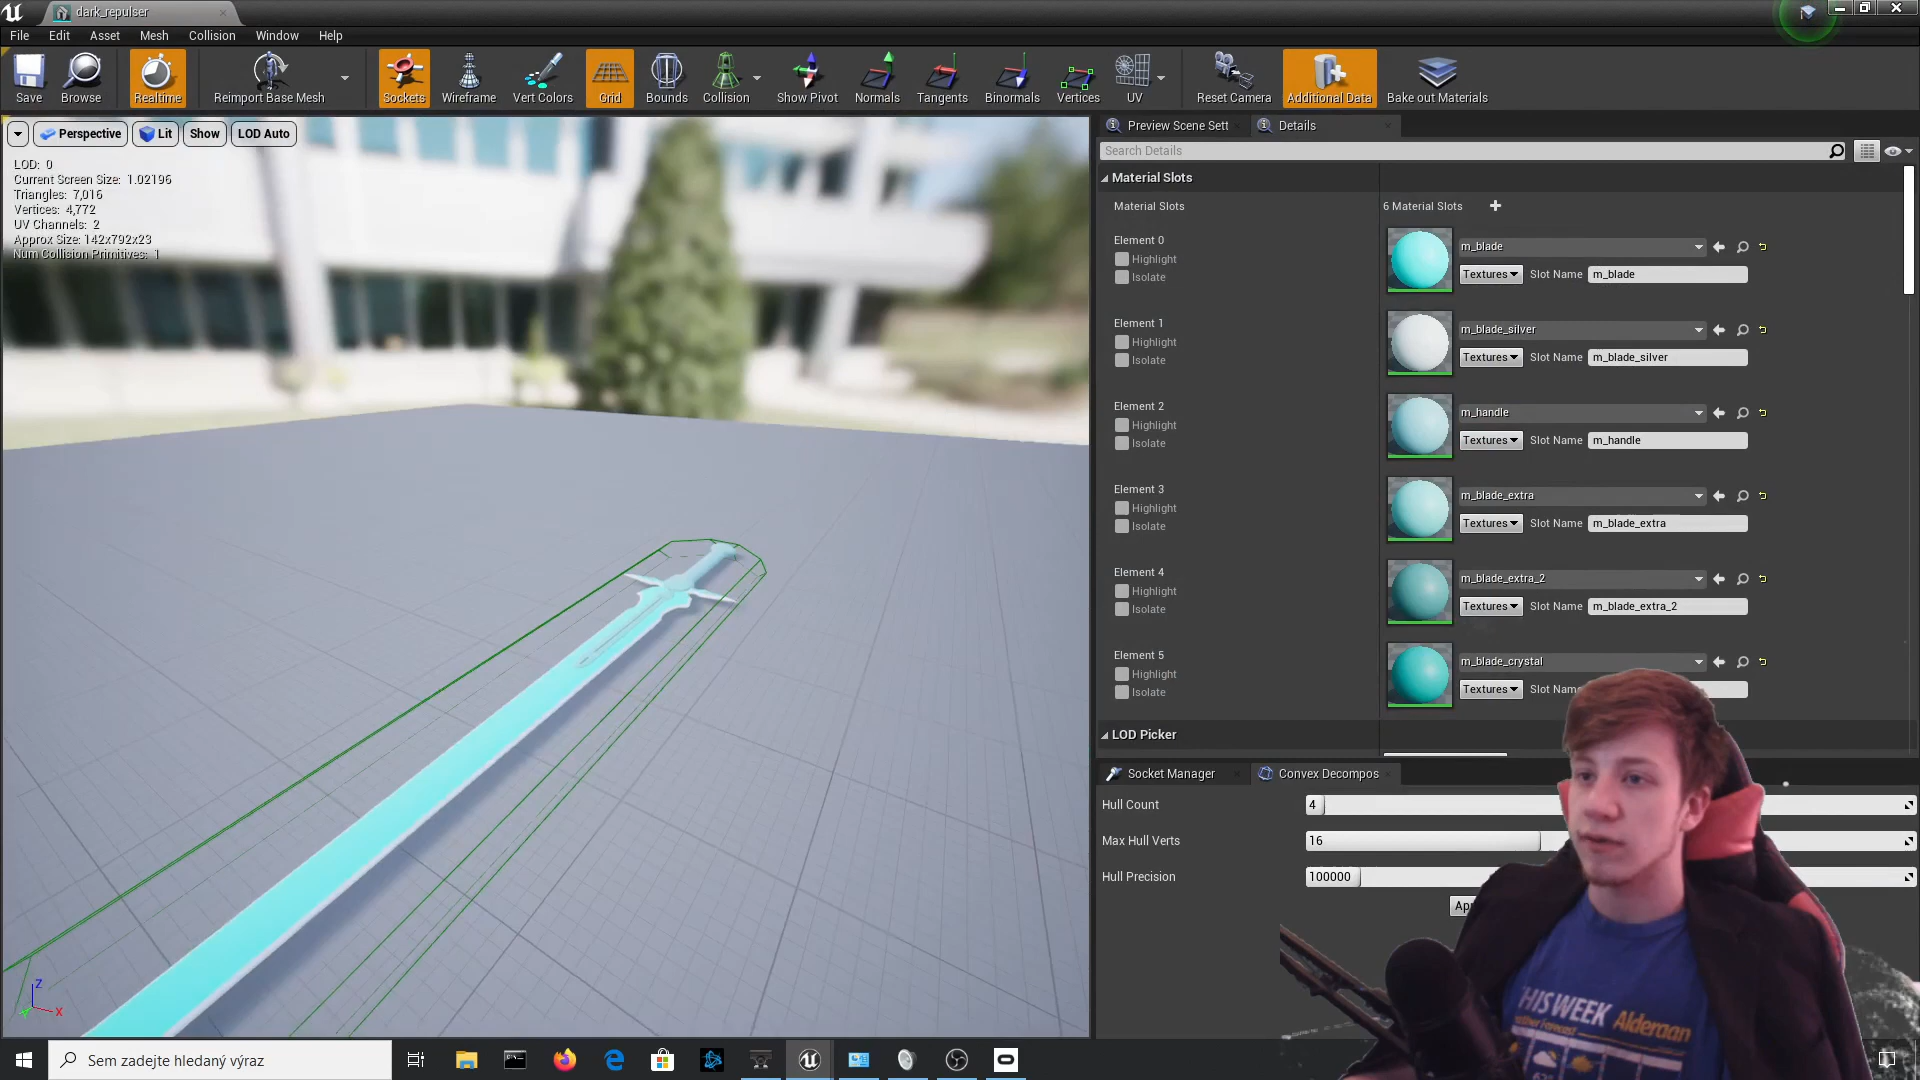 dark_repulser
File Edit Asset Mesh Collision Window Help
Save Browse Realtime Reimport Base Mesh Sockets Wireframe Vert Colors Grid Bounds Collision Show Pivot Normals Tangents Binormals Vertices UV Reset Camera Additional Data Bake out Materials
Perspective Lit Show LOD Auto
LOD: 0
Current Screen Size: 1.02196
Triangles: 7,016
Vertices: 4,772
UV Channels: 2
Approx Size: 142x792x23
Num Collision Primitives: 1
Z
X
Preview Scene Sett Details
Search Details
Material Slots
Material Slots 6 Material Slots
Element 0 m_blade
Highlight
Isolate Textures Slot Name m_blade
Element 1 m_blade_silver
Highlight
Isolate Textures Slot Name m_blade_silver
Element 2 m_handle
Highlight
Isolate Textures Slot Name m_handle
Element 3 m_blade_extra
Highlight
Isolate Textures Slot Name m_blade_extra
Element 4 m_blade_extra_2
Highlight
Isolate Textures Slot Name m_blade_extra_2
Element 5 m_blade_crystal
Highlight
Isolate Textures Slot Name
LOD Picker
Socket Manager Convex Decompos
Hull Count 4
Max Hull Verts 16
Hull Precision 100000
THIS WEEK Alderaan
Sem zadejte hledaný výraz